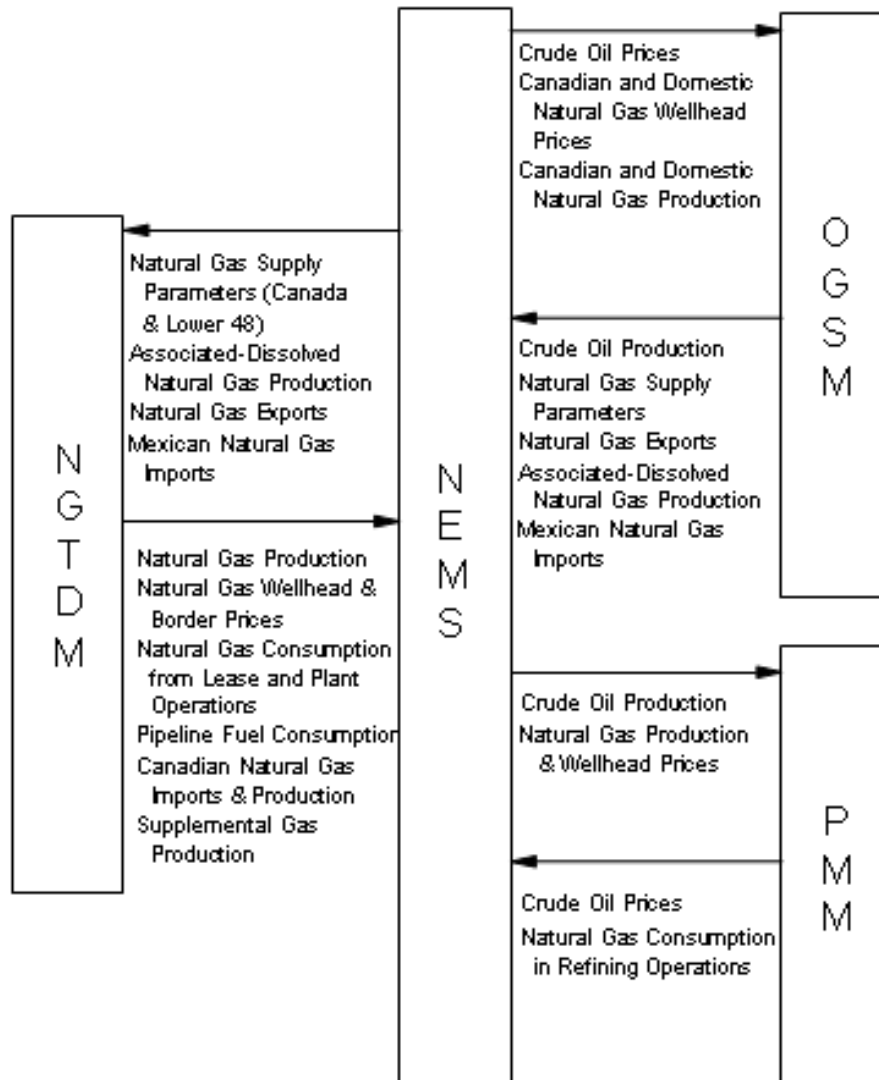 Crude Oil Prices
Canadian and Domestic
Natural Gas Wellhead
Prices
Canadian and Domestic
Natural Gas Production
OGSM
Natural Gas Supply
Parameters (Canada
& Lower 48)
Associated-Dissolved
Natural Gas Production
Natural Gas Exports
Mexican Natural Gas
Imports
Crude Oil Production
Natural Gas Supply
Parameters
Natural Gas Exports
Associated-Dissolved
Natural Gas Production
Mexican Natural Gas
Imports
NGTDM
NEMS
Natural Gas Production
Natural Gas Wellhead &
Border Prices
Natural Gas Consumption
from Lease and Plant
Operations
Pipeline Fuel Consumption
Canadian Natural Gas
Imports & Production
Supplemental Gas
Production
Crude Oil Production
Natural Gas Production
& Wellhead Prices
PMM
Crude Oil Prices
Natural Gas Consumption
in Refining Operations